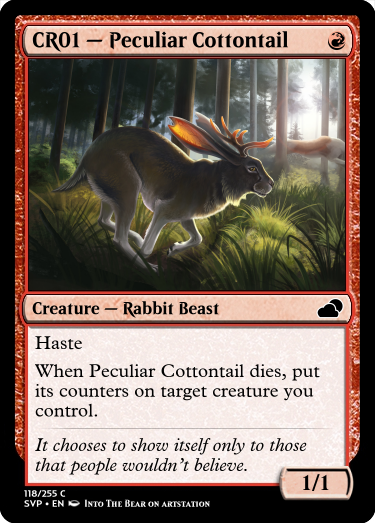 CR01 — Peculiar Cottontail
Creature — Rabbit Beast
Haste
When Peculiar Cottontail dies, put
its counters on target creature you
control.
It chooses to show itself only to those
that people wouldn't believe.
1/1
118/255 C
SVP • EN Into The Bear on artstation